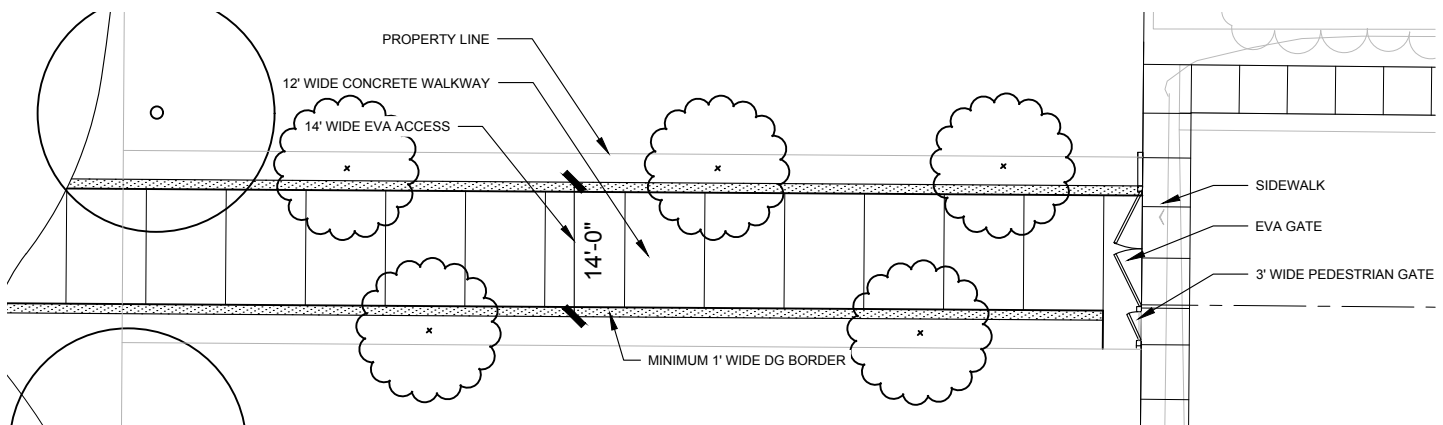 PROPERTY LINE
12' WIDE CONCRETE WALKWAY
14' WIDE EVA ACCESS
14'-0"
MINIMUM 1' WIDE DG BORDER
SIDEWALK
EVA GATE
3' WIDE PEDESTRIAN GATE